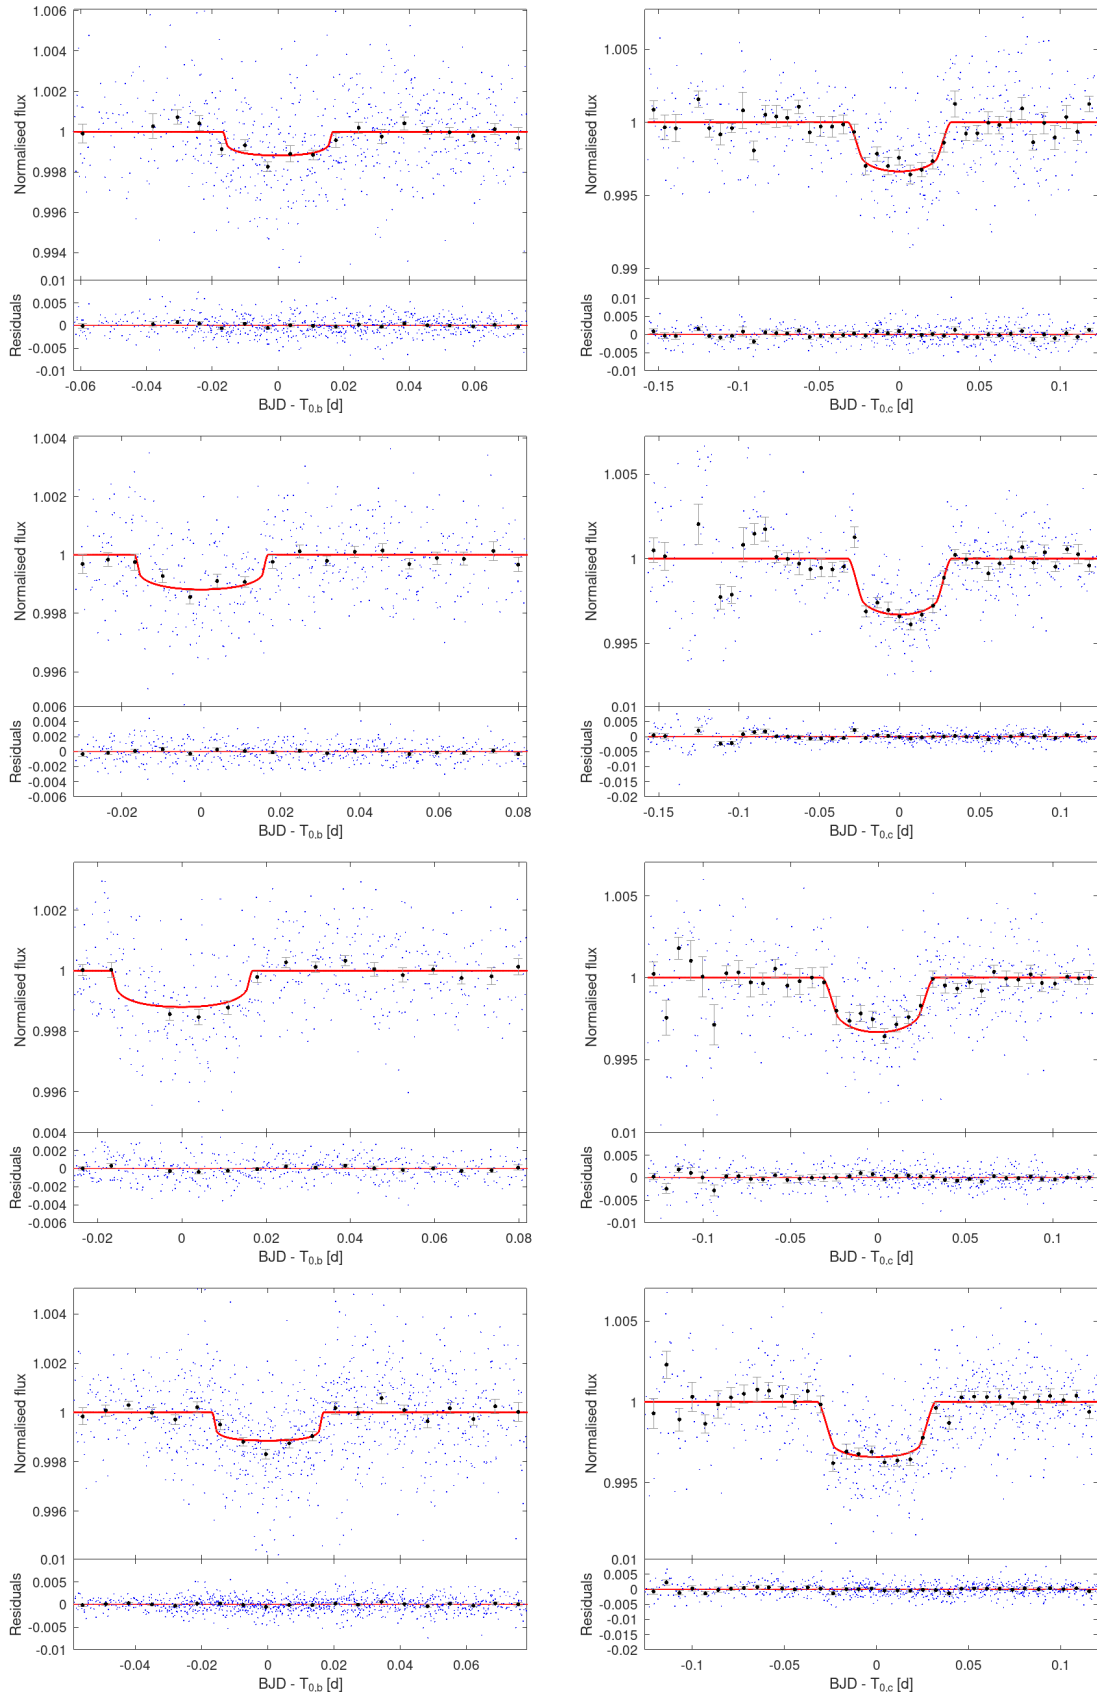 1.006
1.004
1.002
1
0.998
0.996
0.994
Normalised flux
0.01
0.005
0
-0.005
-0.01
Residuals
-0.06 -0.04 -0.02 0 0.02 0.04 0.06
BJD - T0,b [d]
1.005
1
0.995
0.99
Normalised flux
0.01
0.005
0
-0.005
-0.01
Residuals
-0.15 -0.1 -0.05 0 0.05 0.1
BJD - T0,c [d]
1.004
1.002
1
0.998
0.996
Normalised flux
0.006
0.004
0.002
0
-0.002
-0.004
-0.006
Residuals
-0.02 0 0.02 0.04 0.06 0.08
BJD - T0,b [d]
1.005
1
0.995
Normalised flux
0.01
0.005
0
-0.005
-0.01
-0.015
-0.02
Residuals
-0.15 -0.1 -0.05 0 0.05 0.1
BJD - T0,c [d]
1.002
1
0.998
0.996
Normalised flux
0.004
0.002
0
-0.002
-0.004
-0.006
Residuals
-0.02 0 0.02 0.04 0.06 0.08
BJD - T0,b [d]
1.005
1
0.995
Normalised flux
0.01
0.005
0
-0.005
-0.01
Residuals
-0.1 -0.05 0 0.05 0.1
BJD - T0,c [d]
1.004
1.002
1
0.998
0.996
Normalised flux
0.01
0.005
0
-0.005
-0.01
Residuals
-0.04 -0.02 0 0.02 0.04 0.06
BJD - T0,b [d]
1.005
1
0.995
Normalised flux
0.01
0.005
0
-0.005
-0.01
-0.015
-0.02
Residuals
-0.1 -0.05 0 0.05 0.1
BJD - T0,c [d]